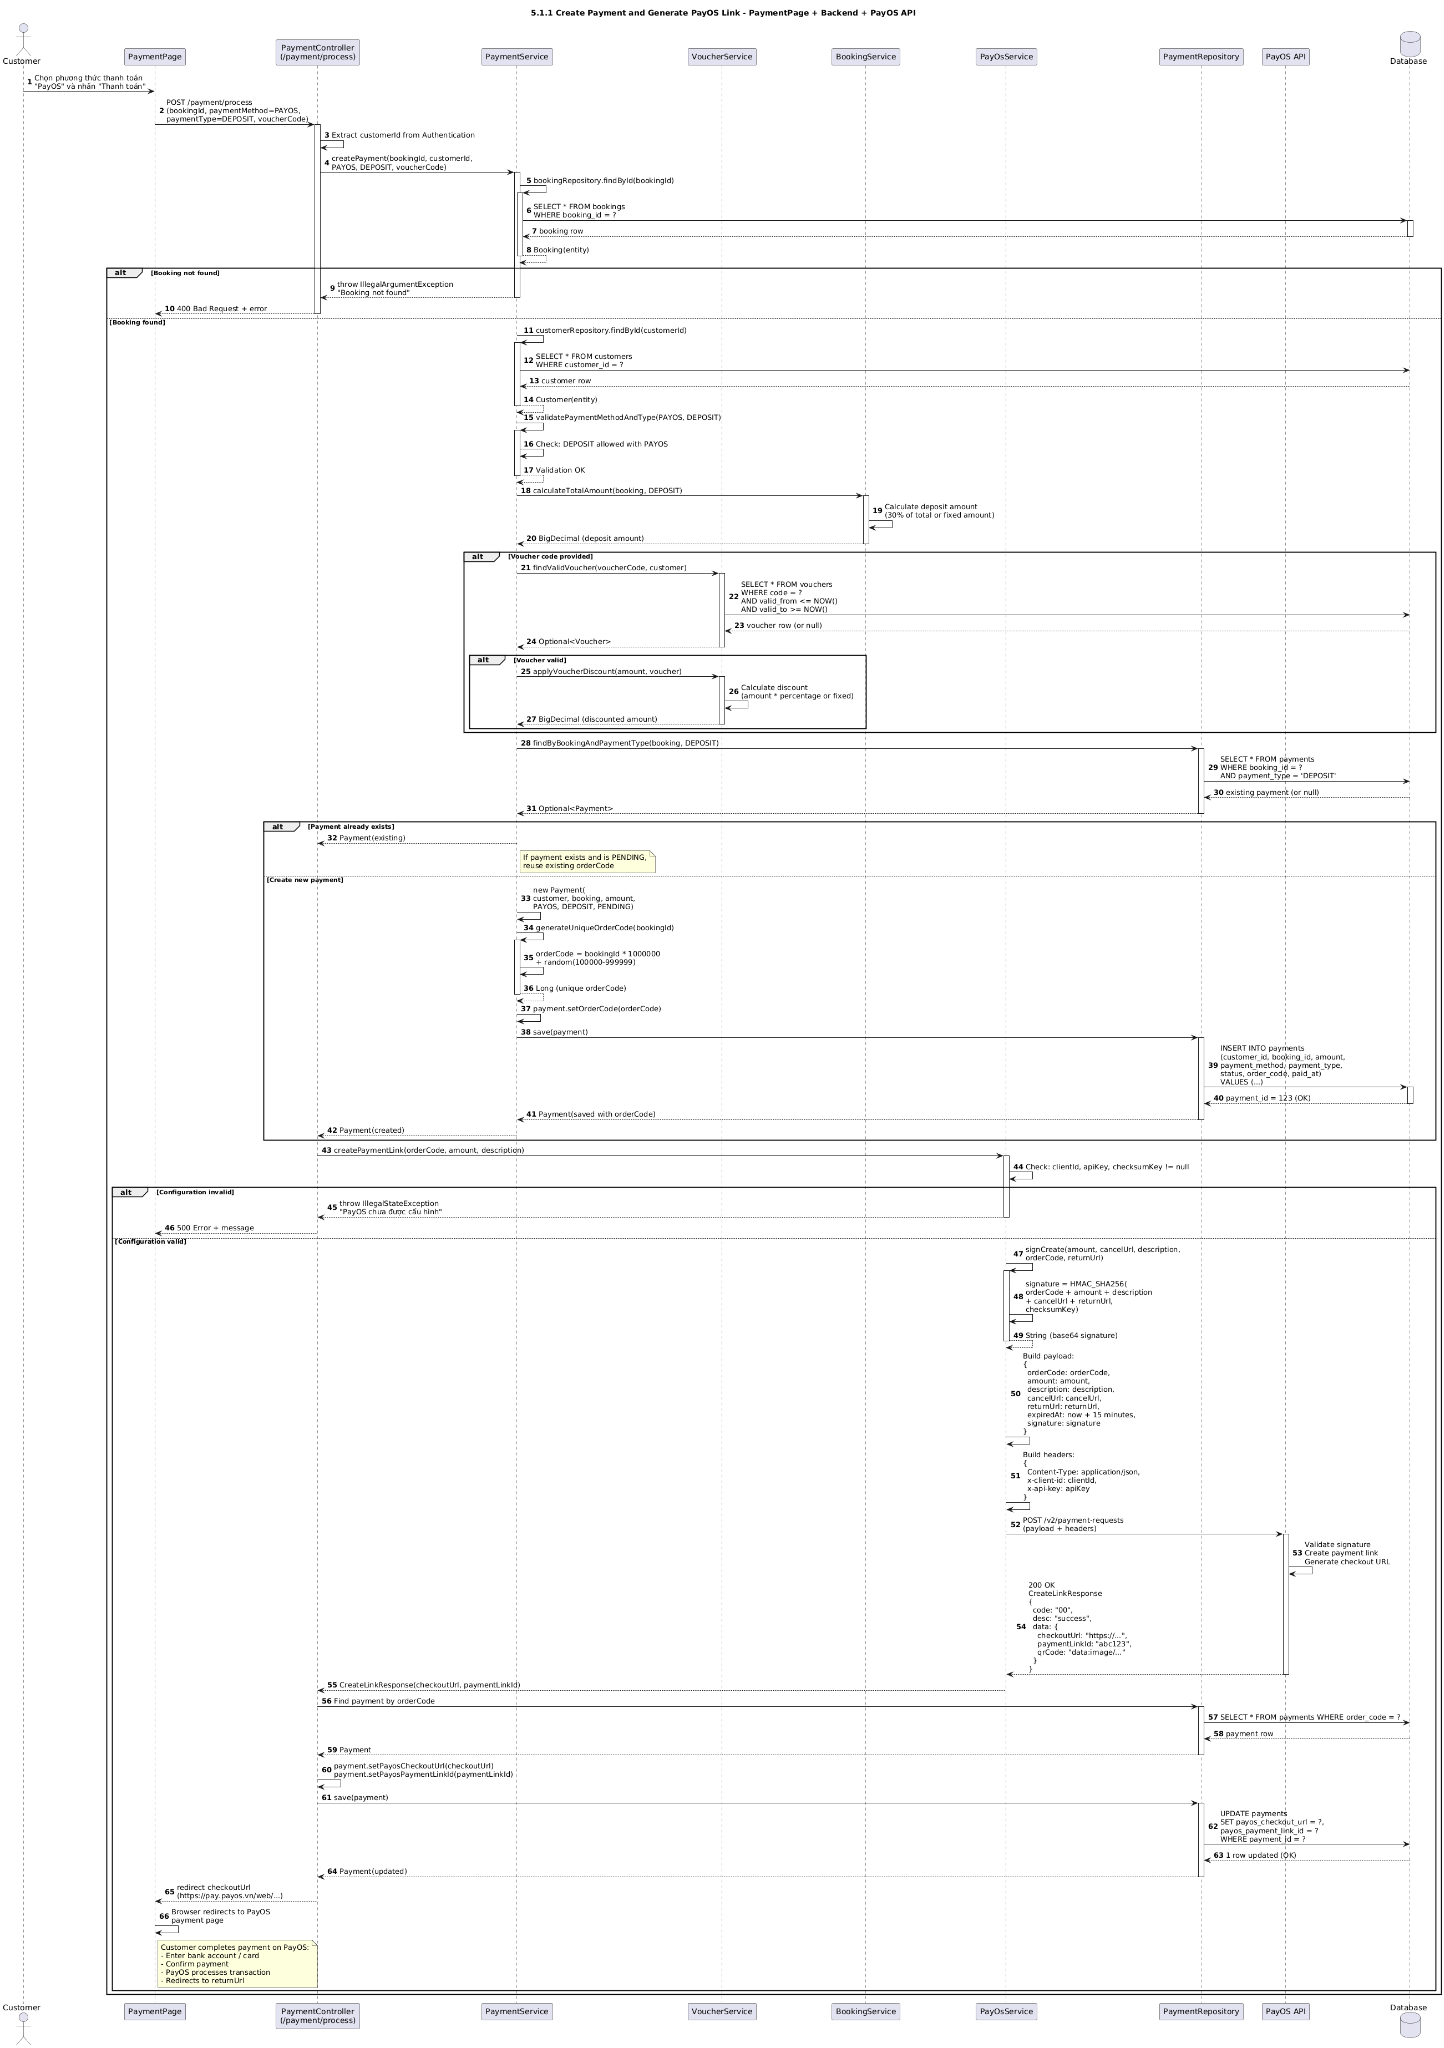 5.1.1 Create Payment and Generate PayOS Link - PaymentPage + Backend + PayOS API
Customer
PaymentPage
PaymentController
(/payment/process)
PaymentService
VoucherService
BookingService
PayOsService
PaymentRepository
PayOS API
Database
1 Chọn phương thức thanh toán
"PayOS" và nhấn "Thanh toán"
2 POST /payment/process
(bookingId, paymentMethod=PAYOS,
paymentType=DEPOSIT, voucherCode)
3 Extract customerId from Authentication
4 createPayment(bookingId, customerId,
PAYOS, DEPOSIT, voucherCode)
5 bookingRepository.findById(bookingId)
6 SELECT * FROM bookings
WHERE booking_id = ?
7 booking row
8 Booking(entity)
alt [Booking not found]
9 throw IllegalArgumentException
"Booking not found"
10 400 Bad Request + error
[Booking found]
11 customerRepository.findById(customerId)
12 SELECT * FROM customers
WHERE customer_id = ?
13 customer row
14 Customer(entity)
15 validatePaymentMethodAndType(PAYOS, DEPOSIT)
16 Check: DEPOSIT allowed with PAYOS
17 Validation OK
18 calculateTotalAmount(booking, DEPOSIT)
19 Calculate deposit amount
(30% of total or fixed amount)
20 BigDecimal (deposit amount)
alt [Voucher code provided]
21 findValidVoucher(voucherCode, customer)
22 SELECT * FROM vouchers
WHERE code = ?
AND valid_from <= NOW()
AND valid_to >= NOW()
23 voucher row (or null)
24 Optional<Voucher>
alt [Voucher valid]
25 applyVoucherDiscount(amount, voucher)
26 Calculate discount
(amount * percentage or fixed)
27 BigDecimal (discounted amount)
28 findByBookingAndPaymentType(booking, DEPOSIT)
29 SELECT * FROM payments
WHERE booking_id = ?
AND payment_type = 'DEPOSIT'
30 existing payment (or null)
31 Optional<Payment>
alt [Payment already exists]
32 Payment(existing)
If payment exists and is PENDING,
reuse existing orderCode
[Create new payment]
33 new Payment(
customer, booking, amount,
PAYOS, DEPOSIT, PENDING)
34 generateUniqueOrderCode(bookingId)
35 orderCode = bookingId * 1000000
+ random(100000-999999)
36 Long (unique orderCode)
37 payment.setOrderCode(orderCode)
38 save(payment)
39 INSERT INTO payments
(customer_id, booking_id, amount,
payment_method, payment_type,
status, order_code, paid_at)
VALUES (...)
40 payment_id = 123 (OK)
41 Payment(saved with orderCode)
42 Payment(created)
43 createPaymentLink(orderCode, amount, description)
44 Check: clientId, apiKey, checksumKey != null
alt [Configuration invalid]
45 throw IllegalStateException
"PayOS chưa được cấu hình"
46 500 Error + message
[Configuration valid]
47 signCreate(amount, cancelUrl, description,
orderCode, returnUrl)
48 signature = HMAC_SHA256(
orderCode + amount + description
+ cancelUrl + returnUrl,
checksumKey)
49 String (base64 signature)
50 Build payload:
{
orderCode: orderCode,
amount: amount,
description: description,
cancelUrl: cancelUrl,
returnUrl: returnUrl,
expiredAt: now + 15 minutes,
signature: signature
}
51 Build headers:
{
Content-Type: application/json,
x-client-id: clientId,
x-api-key: apiKey
}
52 POST /v2/payment-requests
(payload + headers)
53 Validate signature
Create payment link
Generate checkout URL
54 200 OK
CreateLinkResponse
{
code: "00",
desc: "success",
data: {
checkoutUrl: "https://...",
paymentLinkId: "abc123",
qrCode: "data:image/..."
}
}
55 CreateLinkResponse(checkoutUrl, paymentLinkId)
56 Find payment by orderCode
57 SELECT * FROM payments WHERE order_code = ?
58 payment row
59 Payment
60 payment.setPayosCheckoutUrl(checkoutUrl)
payment.setPayosPaymentLinkId(paymentLinkId)
61 save(payment)
62 UPDATE payments
SET payos_checkout_url = ?,
payos_payment_link_id = ?
WHERE payment_id = ?
63 1 row updated (OK)
64 Payment(updated)
65 redirect checkoutUrl
(https://pay.payos.vn/web/...)
66 Browser redirects to PayOS
payment page
Customer completes payment on PayOS:
- Enter bank account / card
- Confirm payment
- PayOS processes transaction
- Redirects to returnUrl
Customer
PaymentPage
PaymentController
(/payment/process)
PaymentService
VoucherService
BookingService
PayOsService
PaymentRepository
PayOS API
Database